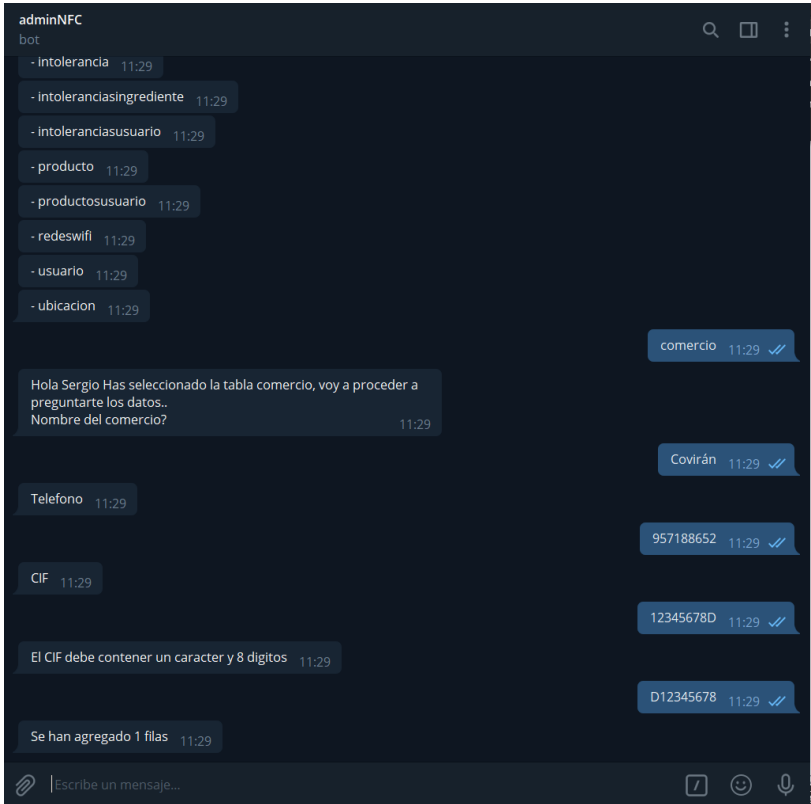 adminNFC
bot
- intolerancia 11:29
- intoleranciasingrediente 11:29
- intoleranciasusuario 11:29
- producto 11:29
- productosusuario 11:29
- redeswifi 11:29
- usuario 11:29
- ubicacion 11:29
comercio 11:29
Hola Sergio Has seleccionado la tabla comercio, voy a proceder a
preguntarte los datos..
Nombre del comercio? 11:29
Covirán 11:29
Telefono 11:29
957188652 11:29
CIF 11:29
12345678D 11:29
El CIF debe contener un caracter y 8 digitos 11:29
D12345678 11:29
Se han agregado 1 filas 11:29
Escribe un mensaje...